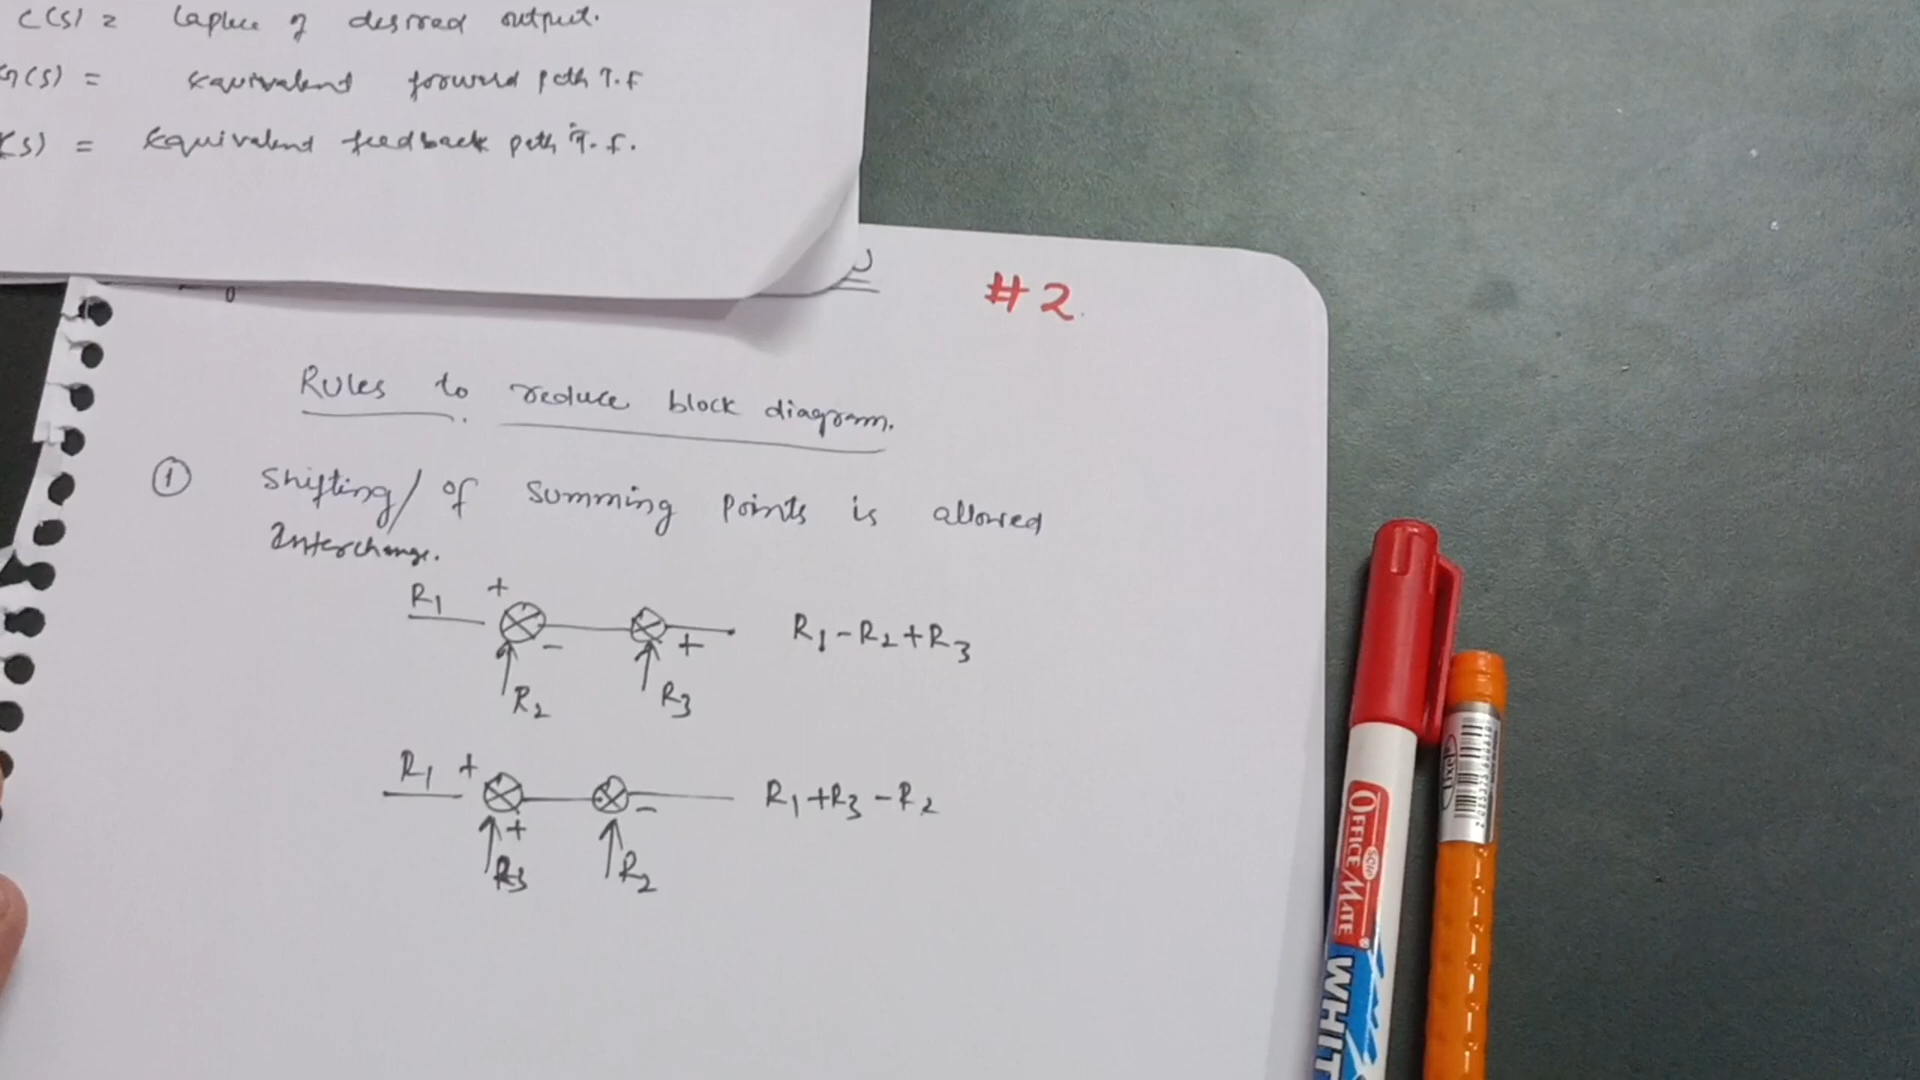 C(S) = Laplace of desired output.
G(S) = Equivalent forward path T.F
(S) = Equivalent feedback path T.F.
#2.
Rules to reduce block diagram.
① Shifting/ of summing points is allowed
Interchange.
R1 +
- +
R1-R2+R3
R2 R3
R1 +
+ -
R1+R3-R2
R3 R2
OFFICE MATE
WHIT